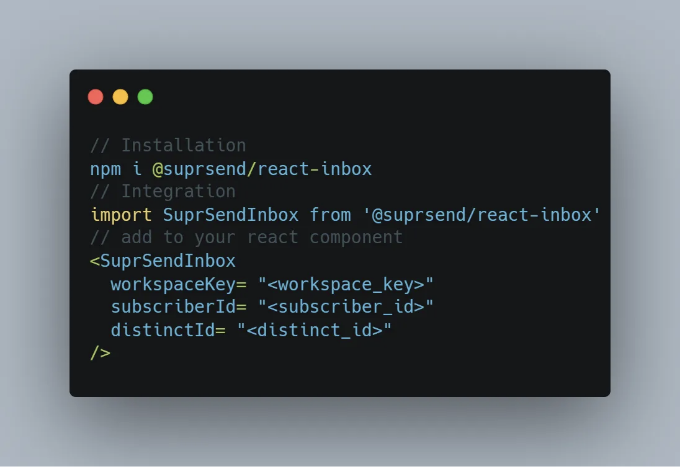 // Installation
npm i @suprsend/react-inbox
// Integration
import SuprSendInbox from '@suprsend/react-inbox'
// add to your react component
<SuprSendInbox
  workspaceKey= "<workspace_key>"
  subscriberId= "<subscriber_id>"
  distinctId= "<distinct_id>"
/>